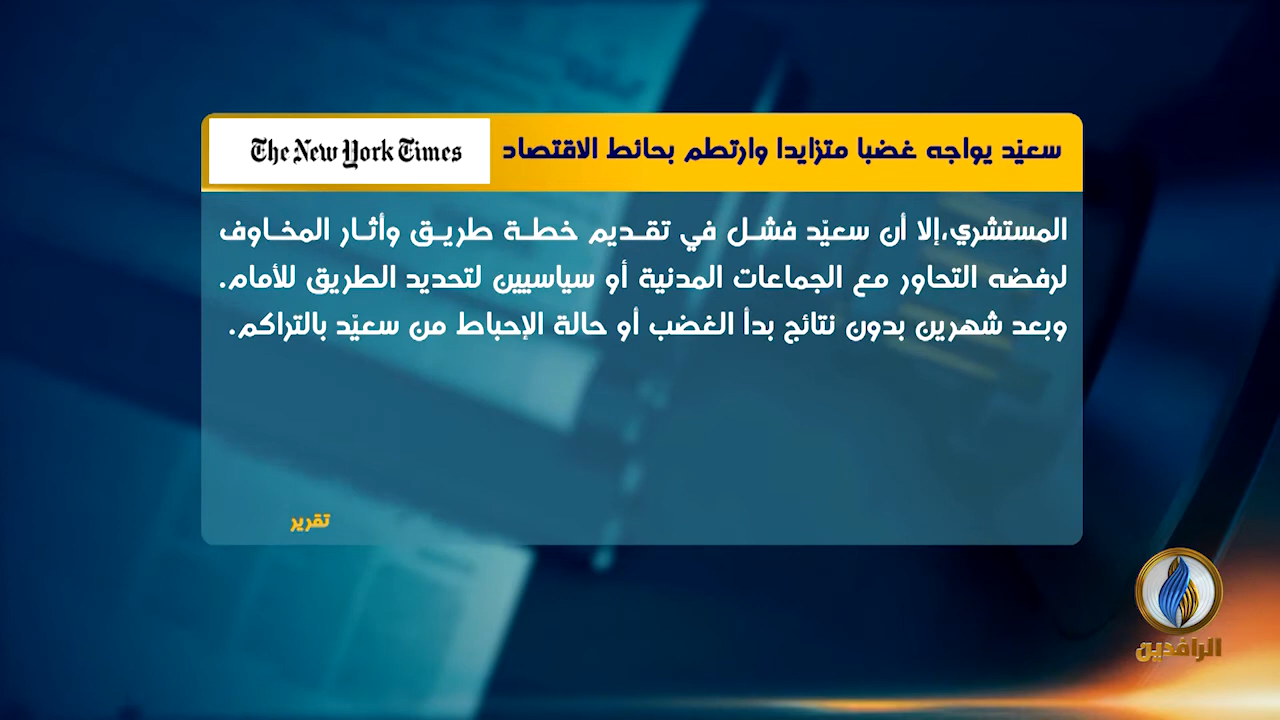 سعيّد يواجه غضبا متزايدا وارتطم بحائط الاقتصاد
The New York Times
المستشري،إلا أن سعيّد فشل في تقديم خطة طريق وأثار المخاوف
لرفضه التحاور مع الجماعات المدنية أو سياسيين لتحديد الطريق للأمام.
وبعد شهرين بدون نتائج بدأ الغضب أو حالة الإحباط من سعيّد بالتراكم.
تقرير
الرافدين